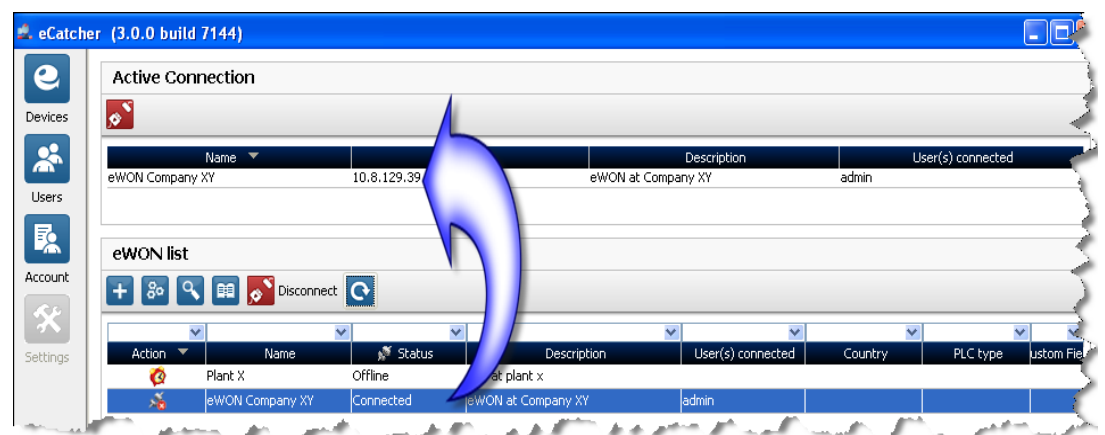 eCatcher (3.0.0 build 7144)
Active Connection
Devices
Name Description User(s) connected
eWON Company XY 10.8.129.39 eWON at Company XY admin
Users
eWON list
Account
Disconnect
Settings
Action Name Status Description User(s) connected Country PLC type
Plant X Offline at plant x
eWON Company XY Connected eWON at Company XY admin